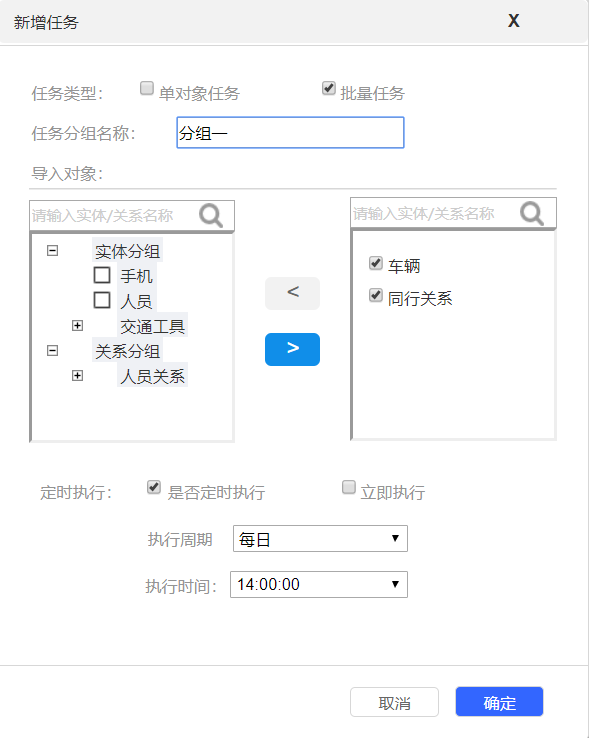 新增任务 X
任务类型： 单对象任务 批量任务
任务分组名称： 分组一
导入对象：
请输入实体/关系名称 请输入实体/关系名称
实体分组
手机
人员
交通工具
关系分组
人员关系
<
>
车辆
同行关系
定时执行： 是否定时执行 立即执行
执行周期 每日
执行时间： 14:00:00
取消 确定